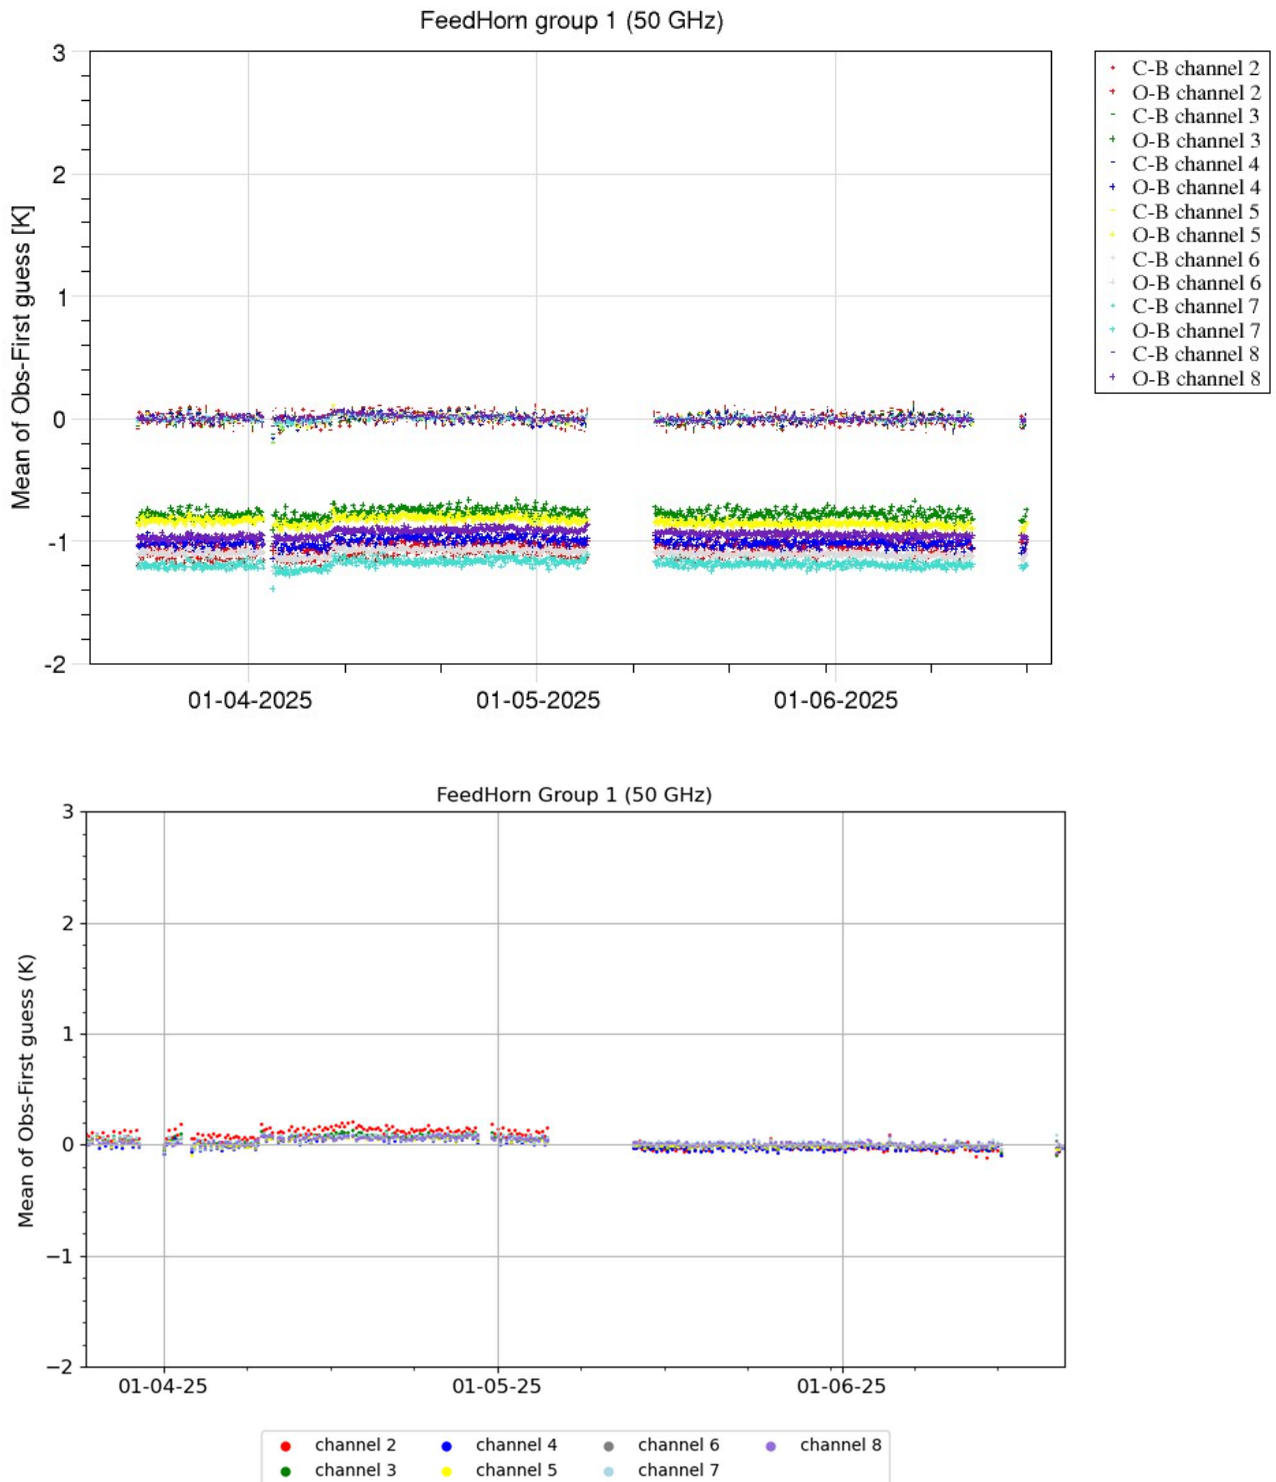 FeedHorn group 1 (50 GHz)
3
2
1
0
-1
-2
Mean of Obs-First guess [K]
01-04-2025
01-05-2025
01-06-2025
C-B channel 2
O-B channel 2
C-B channel 3
O-B channel 3
C-B channel 4
O-B channel 4
C-B channel 5
O-B channel 5
C-B channel 6
O-B channel 6
C-B channel 7
O-B channel 7
C-B channel 8
O-B channel 8
FeedHorn Group 1 (50 GHz)
3
2
1
0
−1
−2
Mean of Obs-First guess (K)
01-04-25
01-05-25
01-06-25
channel 2 channel 4 channel 6 channel 8
channel 3 channel 5 channel 7